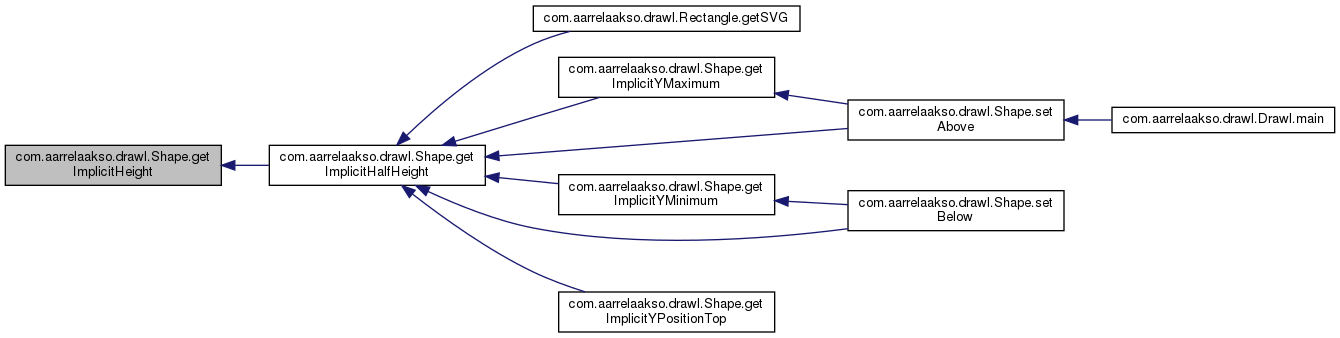 com.aarrelaakso.drawl.Shape.get
ImplicitHeight
com.aarrelaakso.drawl.Shape.get
ImplicitHalfHeight
com.aarrelaakso.drawl.Rectangle.getSVG
com.aarrelaakso.drawl.Shape.get
ImplicitYMaximum
com.aarrelaakso.drawl.Shape.set
Above
com.aarrelaakso.drawl.Drawl.main
com.aarrelaakso.drawl.Shape.get
ImplicitYMinimum
com.aarrelaakso.drawl.Shape.set
Below
com.aarrelaakso.drawl.Shape.get
ImplicitYPositionTop